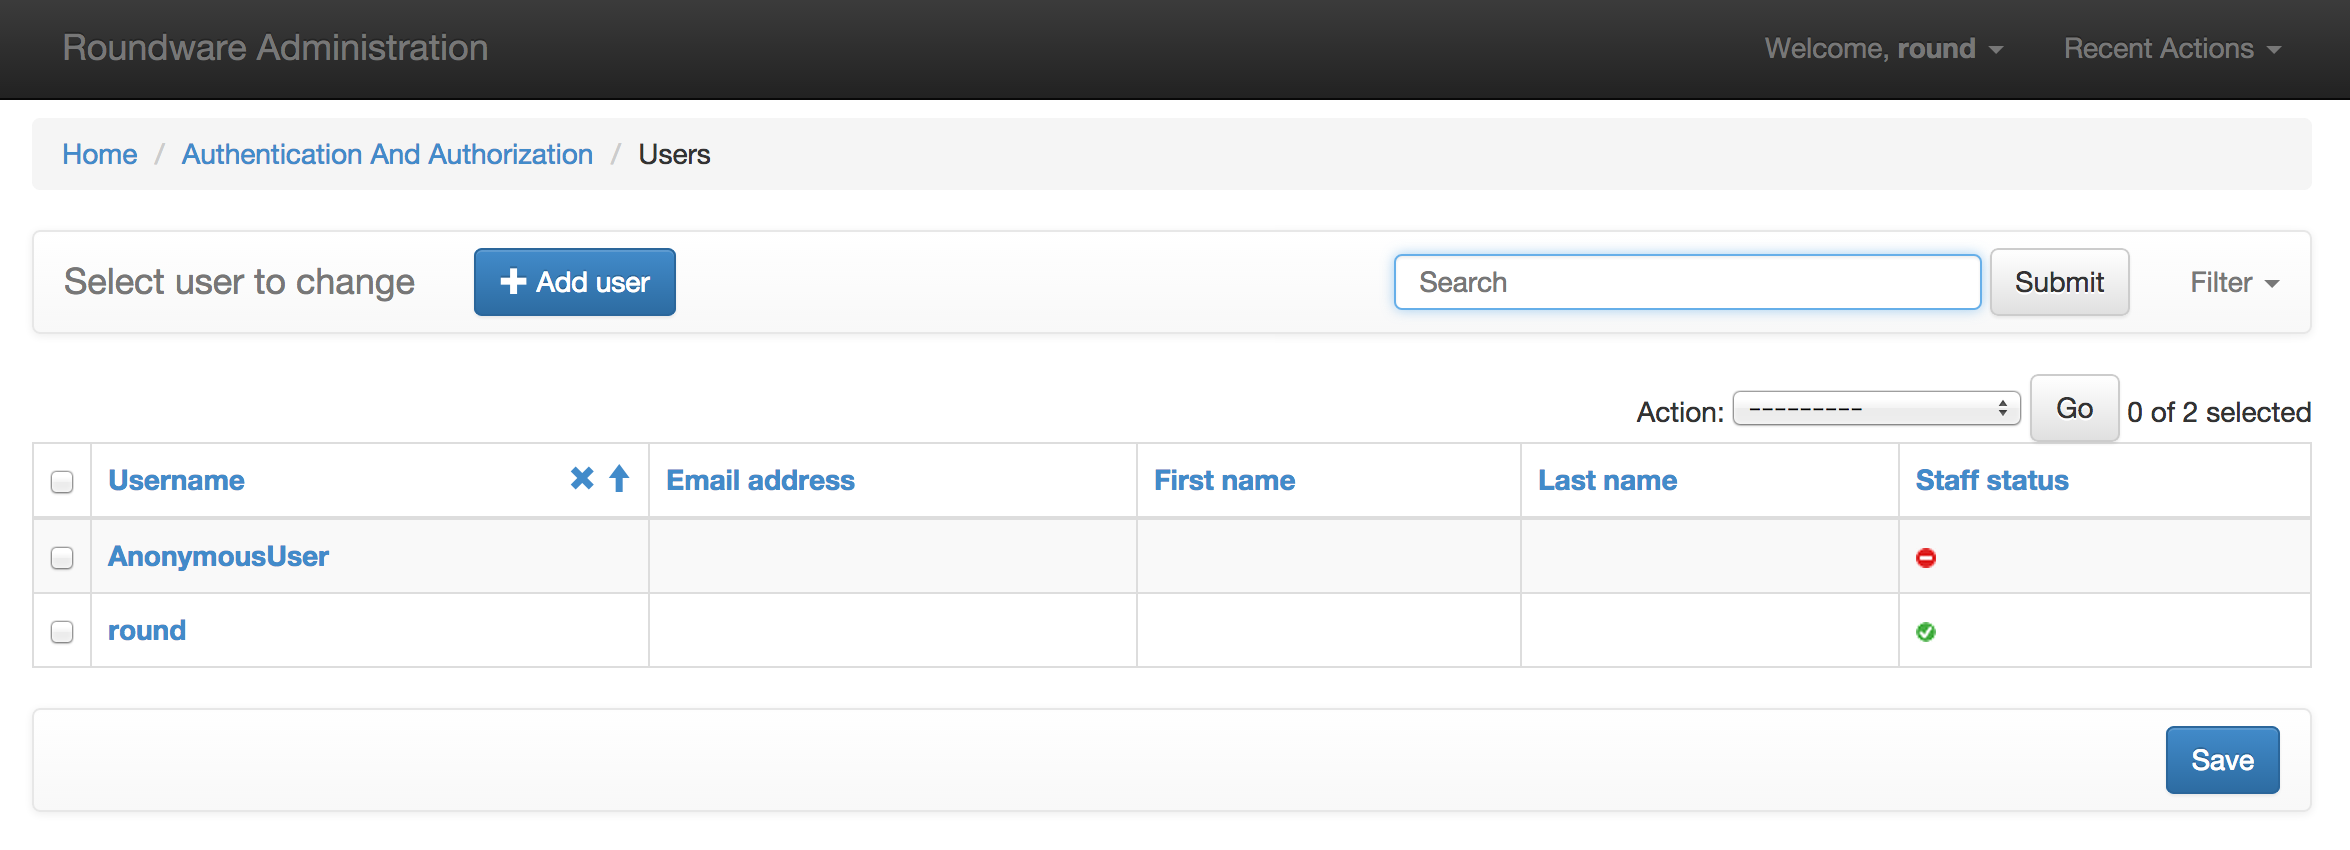 Roundware Administration Welcome, round Recent Actions
Home / Authentication And Authorization / Users
Select user to change Add user Search Submit Filter
Action: --------- Go 0 of 2 selected
Username Email address First name Last name Staff status
AnonymousUser
round
Save